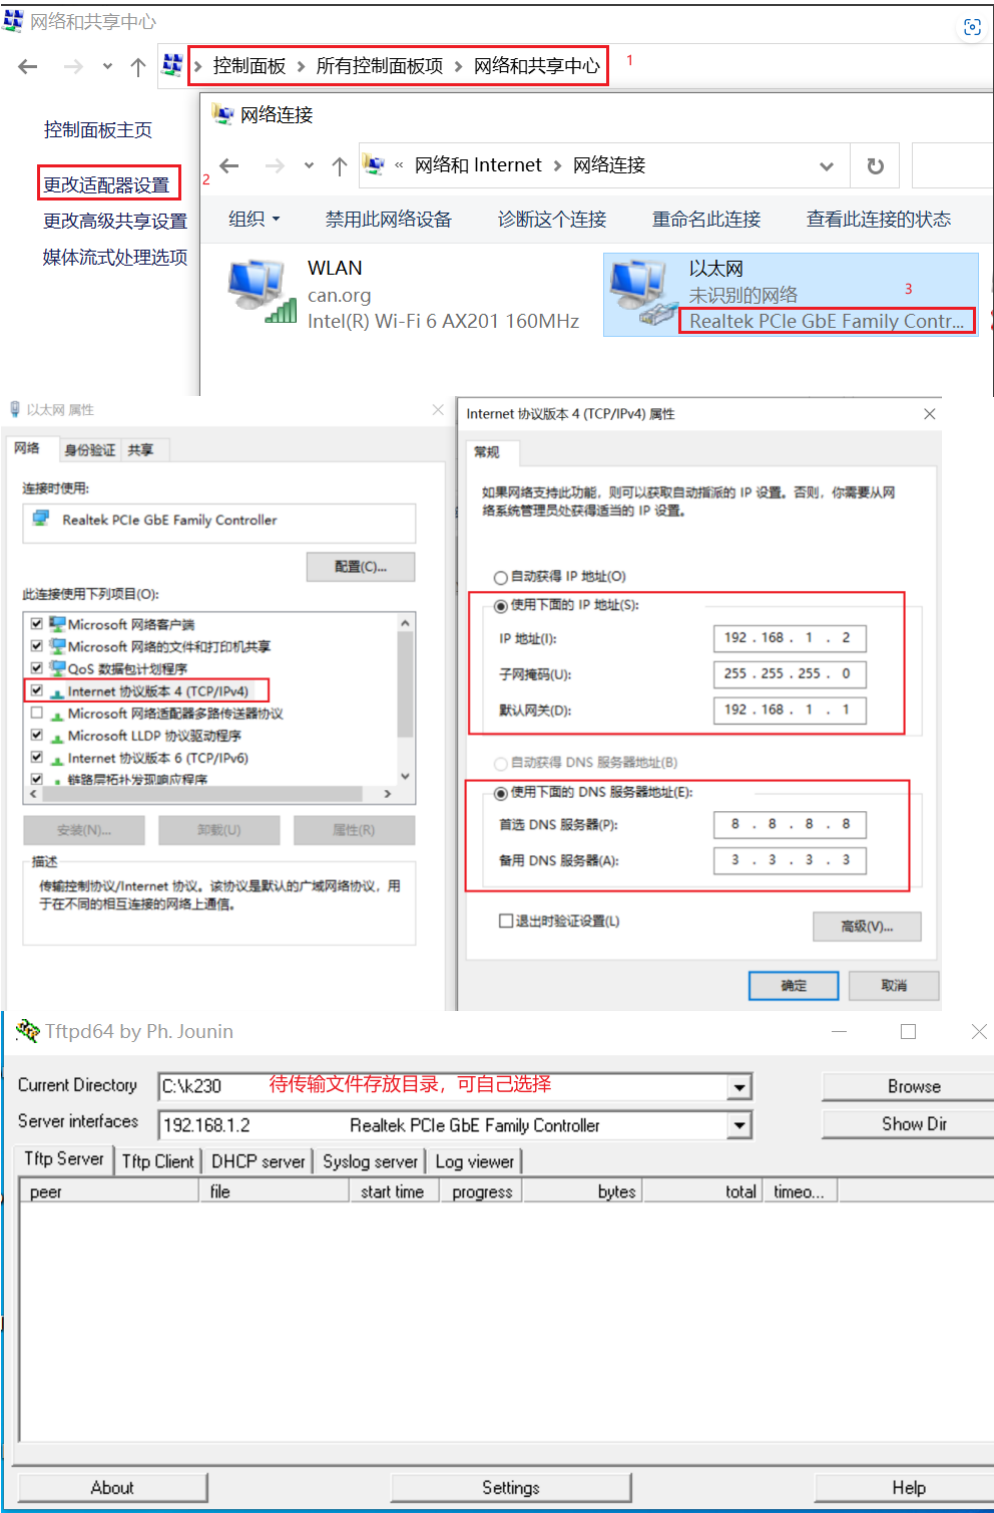 网络和共享中心
控制面板 > 所有控制面板项 > 网络和共享中心 1
网络连接
控制面板主页
« 网络和 Internet > 网络连接
更改适配器设置 2
更改高级共享设置
组织 禁用此网络设备 诊断这个连接 重命名此连接 查看此连接的状态
媒体流式处理选项
WLAN
can.org
Intel(R) Wi-Fi 6 AX201 160MHz
以太网
未识别的网络 3
Realtek PCIe GbE Family Contr...
以太网 属性
网络 身份验证 共享
连接时使用:
Realtek PCIe GbE Family Controller
配置(C)...
此连接使用下列项目(O):
Microsoft 网络客户端
Microsoft 网络的文件和打印机共享
QoS 数据包计划程序
Internet 协议版本 4 (TCP/IPv4)
Microsoft 网络适配器多路传送器协议
Microsoft LLDP 协议驱动程序
Internet 协议版本 6 (TCP/IPv6)
链路层拓扑发现响应程序
安装(N)... 卸载(U) 属性(R)
描述
传输控制协议/Internet 协议。该协议是默认的广域网络协议，用
于在不同的相互连接的网络上通信。
Internet 协议版本 4 (TCP/IPv4) 属性
常规
如果网络支持此功能，则可以获取自动指派的 IP 设置。否则，你需要从网
络系统管理员处获得适当的 IP 设置。
自动获得 IP 地址(O)
使用下面的 IP 地址(S):
IP 地址(I): 192 . 168 . 1 . 2
子网掩码(U): 255 . 255 . 255 . 0
默认网关(D): 192 . 168 . 1 . 1
自动获得 DNS 服务器地址(B)
使用下面的 DNS 服务器地址(E):
首选 DNS 服务器(P): 8 . 8 . 8 . 8
备用 DNS 服务器(A): 3 . 3 . 3 . 3
退出时验证设置(L)
高级(V)...
确定 取消
Tftpd64 by Ph. Jounin
Current Directory C:\k230 待传输文件存放目录，可自己选择 Browse
Server interfaces 192.168.1.2 Realtek PCIe GbE Family Controller Show Dir
Tftp Server Tftp Client DHCP server Syslog server Log viewer
peer file start time progress bytes total timeo...
About Settings Help